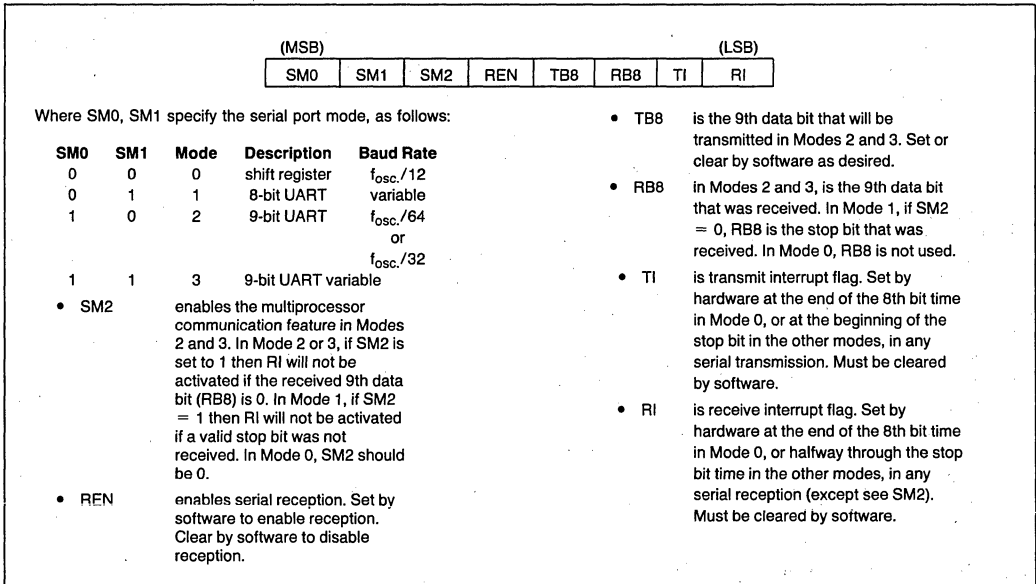 (MSB) (LSB)
SM0 SM1 SM2 REN TB8 RB8 TI RI
Where SM0, SM1 specify the serial port mode, as follows:
SM0 SM1 Mode Description Baud Rate
0 0 0 shift register fosc./12
0 1 1 8-bit UART variable
1 0 2 9-bit UART fosc./64
or
fosc./32
1 1 3 9-bit UART variable
• SM2 enables the multiprocessor
communication feature in Modes
2 and 3. In Mode 2 or 3, if SM2 is
set to 1 then RI will not be
activated if the received 9th data
bit (RB8) is 0. In Mode 1, if SM2
= 1 then RI will not be activated
if a valid stop bit was not
received. In Mode 0, SM2 should
be 0.
• REN enables serial reception. Set by
software to enable reception.
Clear by software to disable
reception.
• TB8 is the 9th data bit that will be
transmitted in Modes 2 and 3. Set or
clear by software as desired.
• RB8 in Modes 2 and 3, is the 9th data bit
that was received. In Mode 1, if SM2
= 0, RB8 is the stop bit that was
received. In Mode 0, RB8 is not used.
• TI is transmit interrupt flag. Set by
hardware at the end of the 8th bit time
in Mode 0, or at the beginning of the
stop bit in the other modes, in any
serial transmission. Must be cleared
by software.
• RI is receive interrupt flag. Set by
hardware at the end of the 8th bit time
in Mode 0, or halfway through the stop
bit time in the other modes, in any
serial reception (except see SM2).
Must be cleared by software.